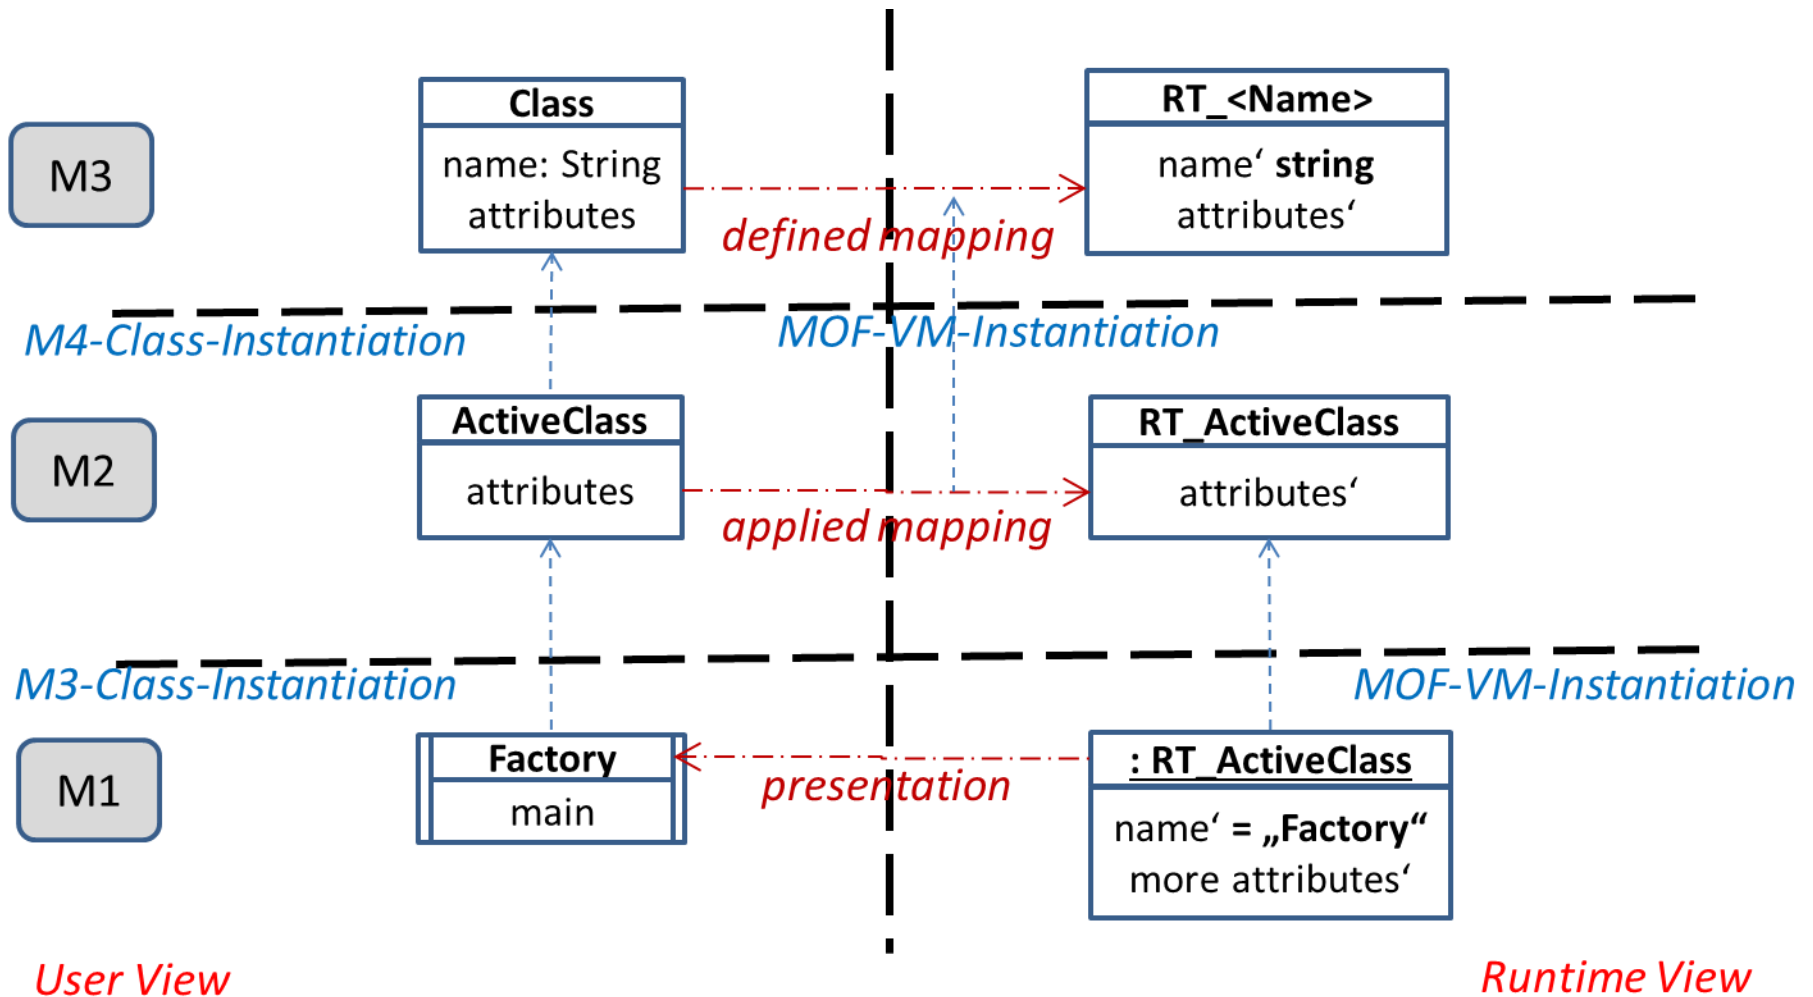 Class
RT_<Name>
M3
name: String
attributes
name‘ string
attributes‘
defined mapping
M4-Class-Instantiation
MOF-VM-Instantiation
ActiveClass
RT_ActiveClass
M2
attributes
attributes‘
applied mapping
M3-Class-Instantiation
MOF-VM-Instantiation
Factory
: RT_ActiveClass
M1
main
presentation
name‘ = „Factory“
more attributes‘
User View
Runtime View